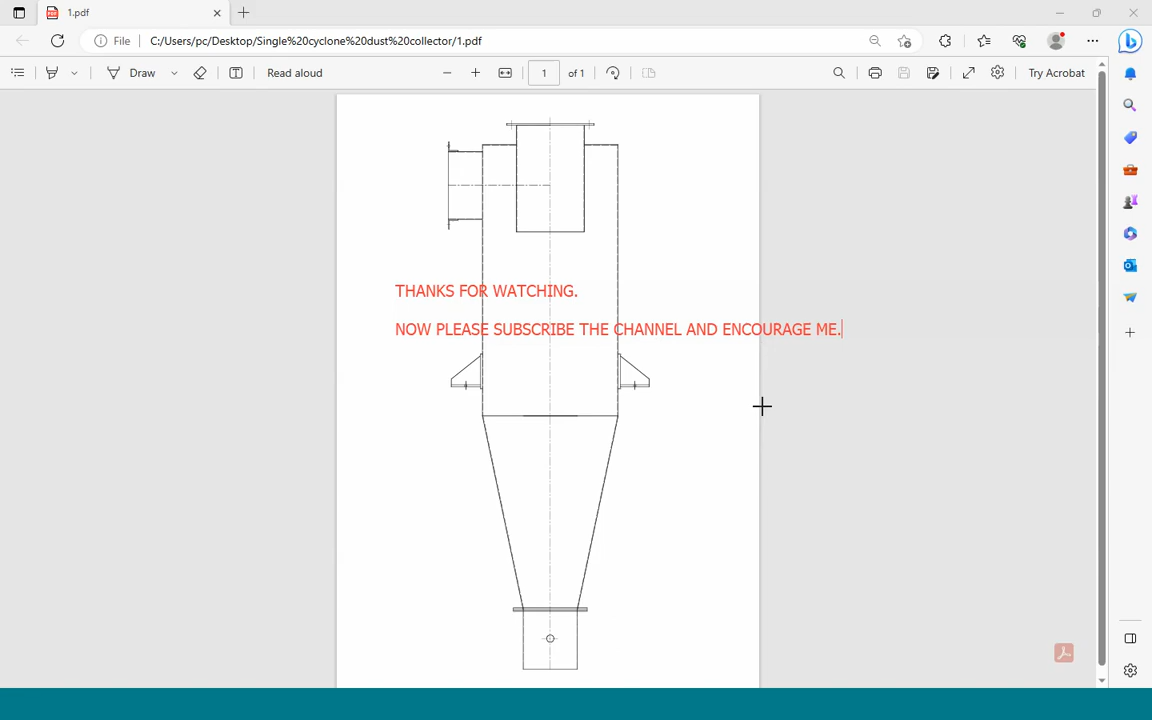 1.pdf
File
C:/Users/pc/Desktop/Single%20cyclone%20dust%20collector/1.pdf
Draw
Read aloud
1
of 1
Try Acrobat
THANKS FOR WATCHING.
NOW PLEASE SUBSCRIBE THE CHANNEL AND ENCOURAGE ME.